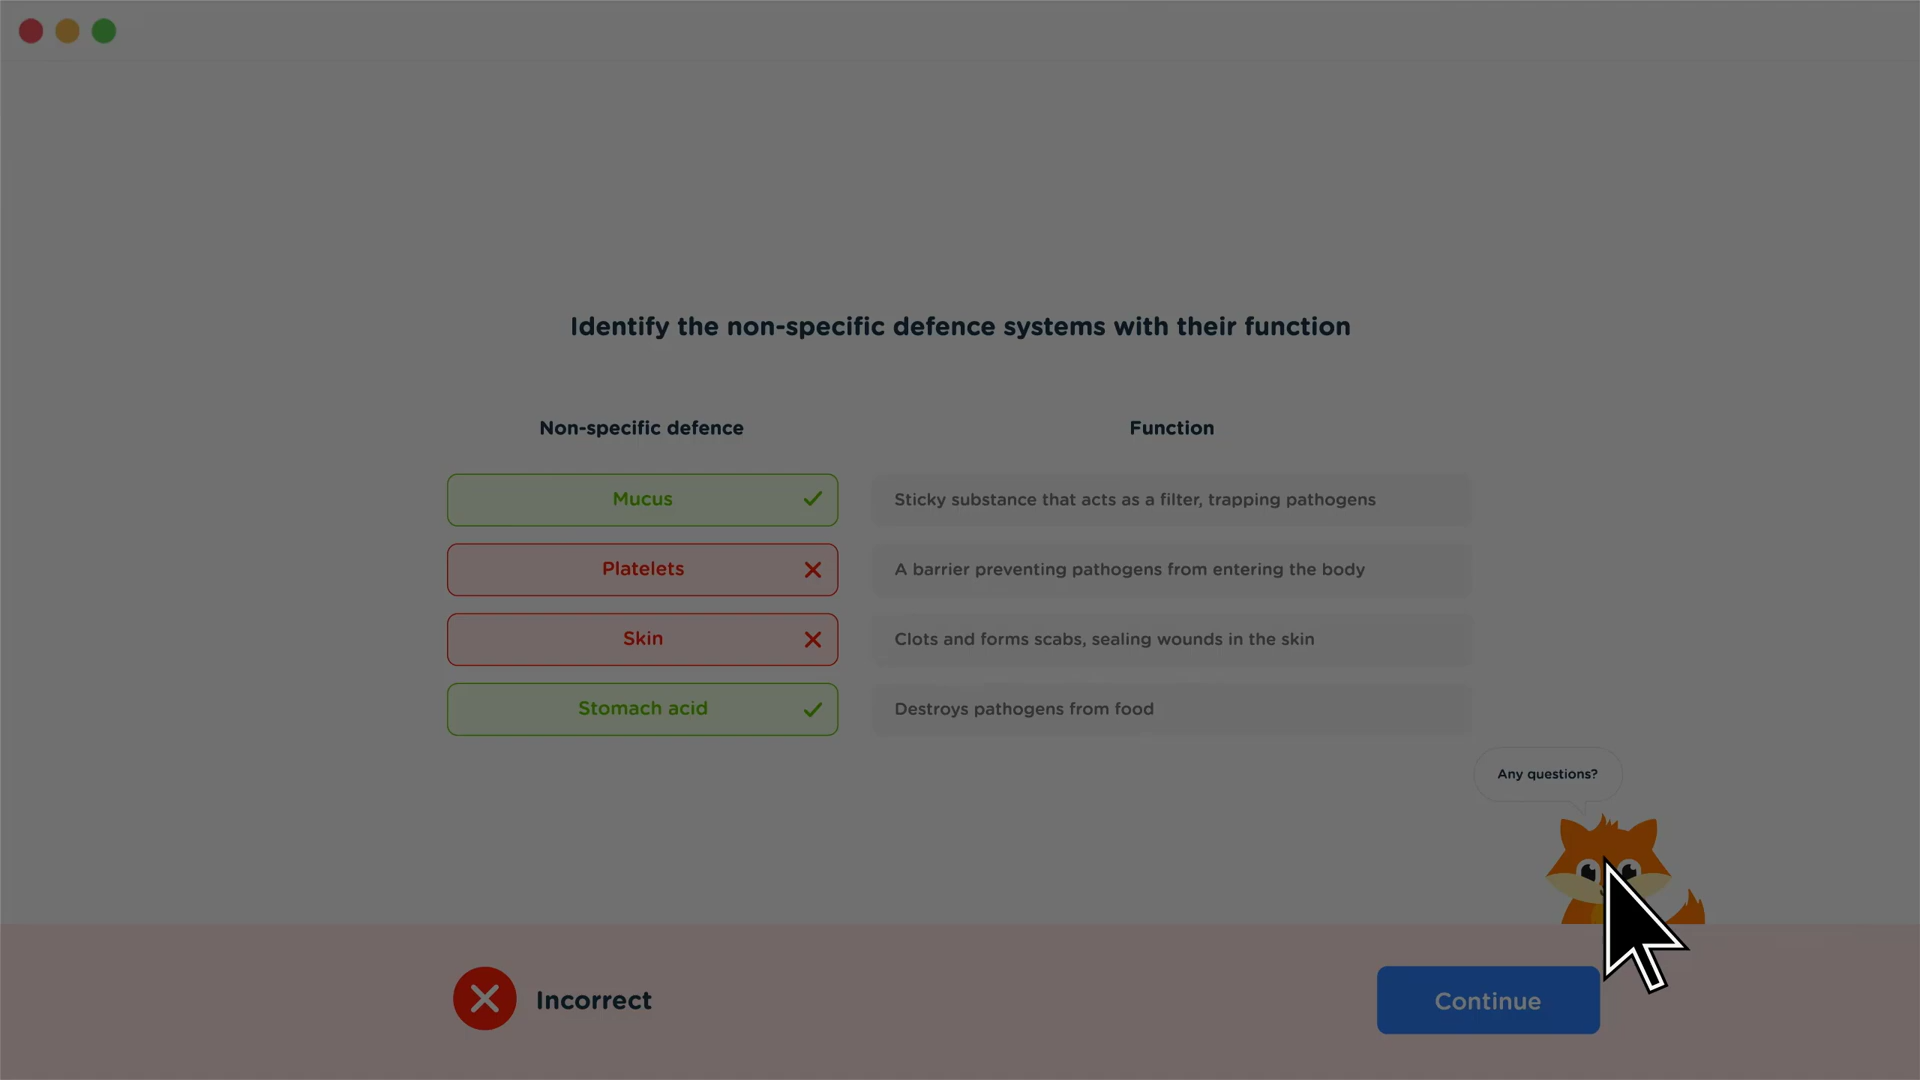 Identify the non-specific defence systems with their function
Non-specific defence
Function
Mucus
Sticky substance that acts as a filter, trapping pathogens
Platelets
A barrier preventing pathogens from entering the body
Skin
Clots and forms scabs, sealing wounds in the skin
Stomach acid
Destroys pathogens from food
Any questions?
Incorrect
Continue